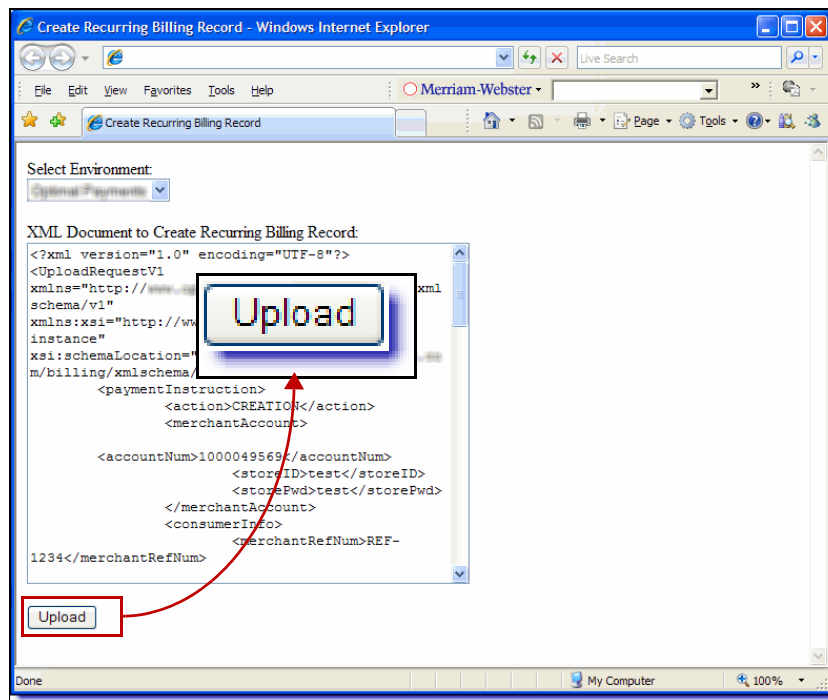 Create Recurring Billing Record - Windows Internet Explorer
Live Search
File Edit View Favorites Tools Help
Merriam-Webster
Create Recurring Billing Record
Page Tools
Select Environment:
Optimal Payments
XML Document to Create Recurring Billing Record:
<?xml version="1.0" encoding="UTF-8"?>
<UploadRequestV1
xmlns="http:// xml
schema/v1"
xmlns:xsi="http://ww
instance"
xsi:schemaLocation="
m/billing/xmlschema/
<paymentInstruction>
<action>CREATION</action>
<merchantAccount>
<accountNum>1000049569</accountNum>
<storeID>test</storeID>
<storePwd>test</storePwd>
</merchantAccount>
<consumerInfo>
<merchantRefNum>REF-
1234</merchantRefNum>
Upload
Upload
Done
My Computer
100%